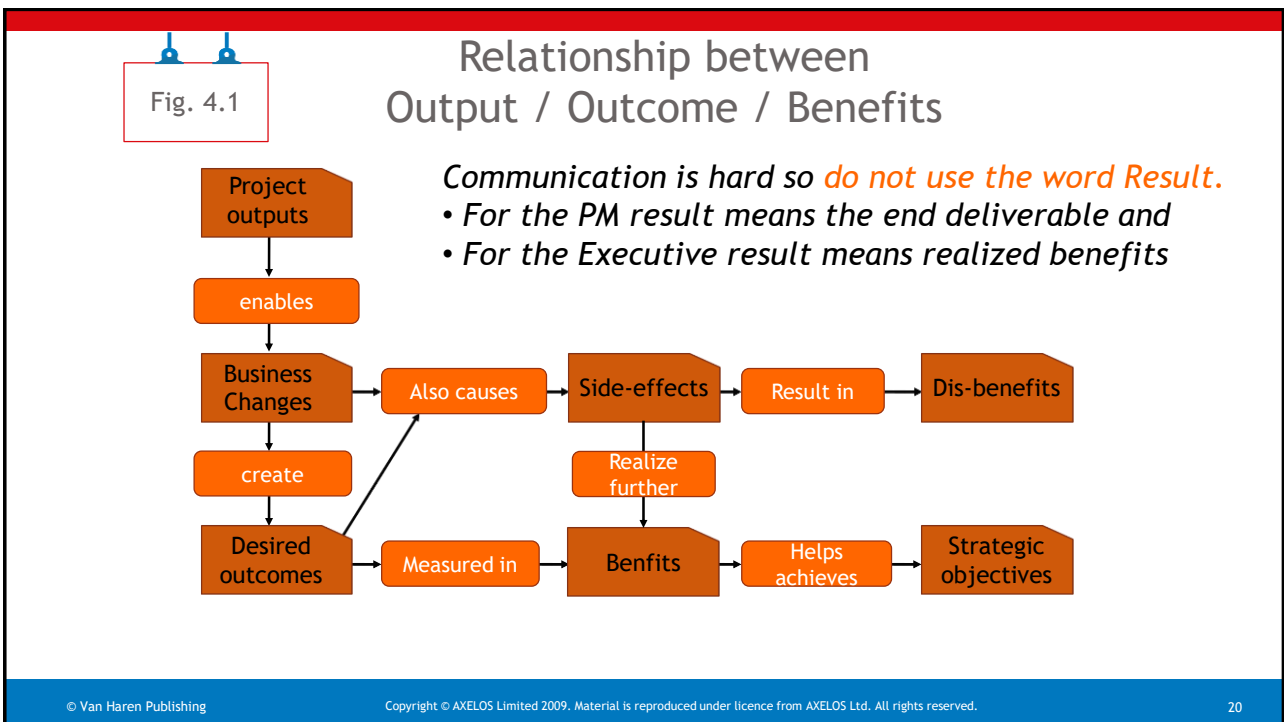 Fig. 4.1
Relationship between
Output / Outcome / Benefits
Communication is hard so do not use the word Result.
• For the PM result means the end deliverable and
• For the Executive result means realized benefits
Project
outputs
enables
Business
Changes
Also causes
Side-effects
Result in
Dis-benefits
create
Realize
further
Desired
outcomes
Measured in
Benfits
Helps
achieves
Strategic
objectives
© Van Haren Publishing
Copyright © AXELOS Limited 2009. Material is reproduced under licence from AXELOS Ltd. All rights reserved.
20